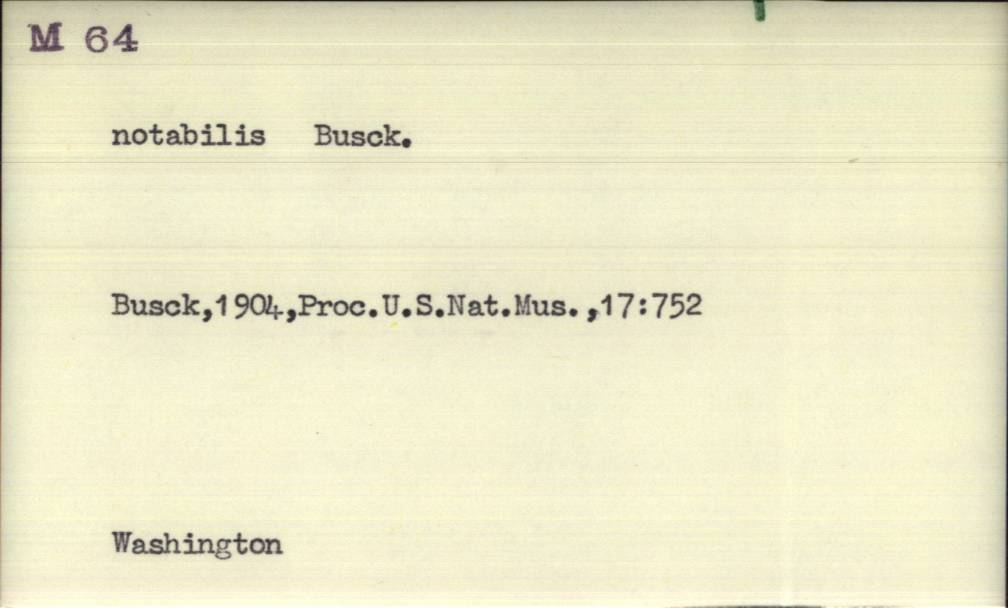 M 64
notabilis Busck.
Busck,1904,Proc.U.S.Nat.Mus.,17:752
Washington